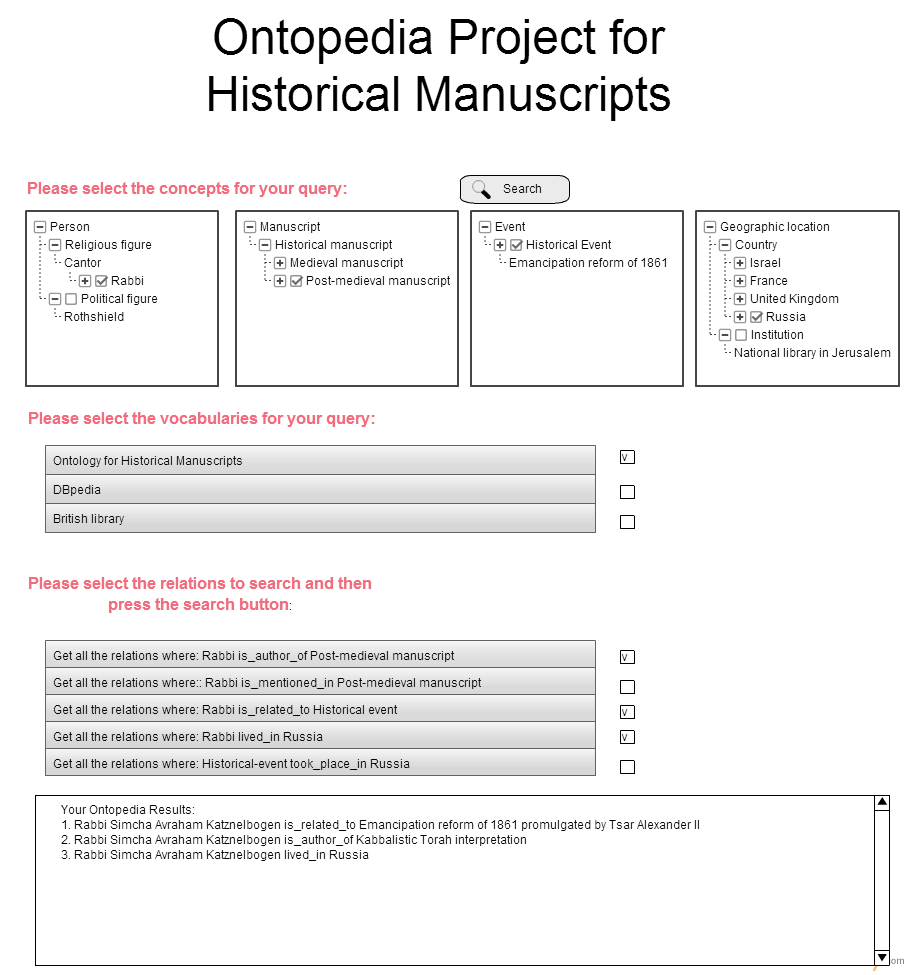 Ontopedia Project for
Historical Manuscripts
Please select the concepts for your query:
Search
Person
Religious figure
Cantor
Rabbi
Political figure
Rothshield
Manuscript
Historical manuscript
Medieval manuscript
Post-medieval manuscript
Event
Historical Event
Emancipation reform of 1861
Geographic location
Country
Israel
France
United Kingdom
Russia
Institution
National library in Jerusalem
Please select the vocabularies for your query:
Ontology for Historical Manuscripts
v
DBpedia
British library
Please select the relations to search and then
press the search button:
Get all the relations where: Rabbi is_author_of Post-medieval manuscript
v
Get all the relations where:: Rabbi is_mentioned_in Post-medieval manuscript
Get all the relations where: Rabbi is_related_to Historical event
v
Get all the relations where: Rabbi lived_in Russia
v
Get all the relations where: Historical-event took_place_in Russia
Your Ontopedia Results:
1. Rabbi Simcha Avraham Katznelbogen is_related_to Emancipation reform of 1861 promulgated by Tsar Alexander II
2. Rabbi Simcha Avraham Katznelbogen is_author_of Kabbalistic Torah interpretation
3. Rabbi Simcha Avraham Katznelbogen lived_in Russia